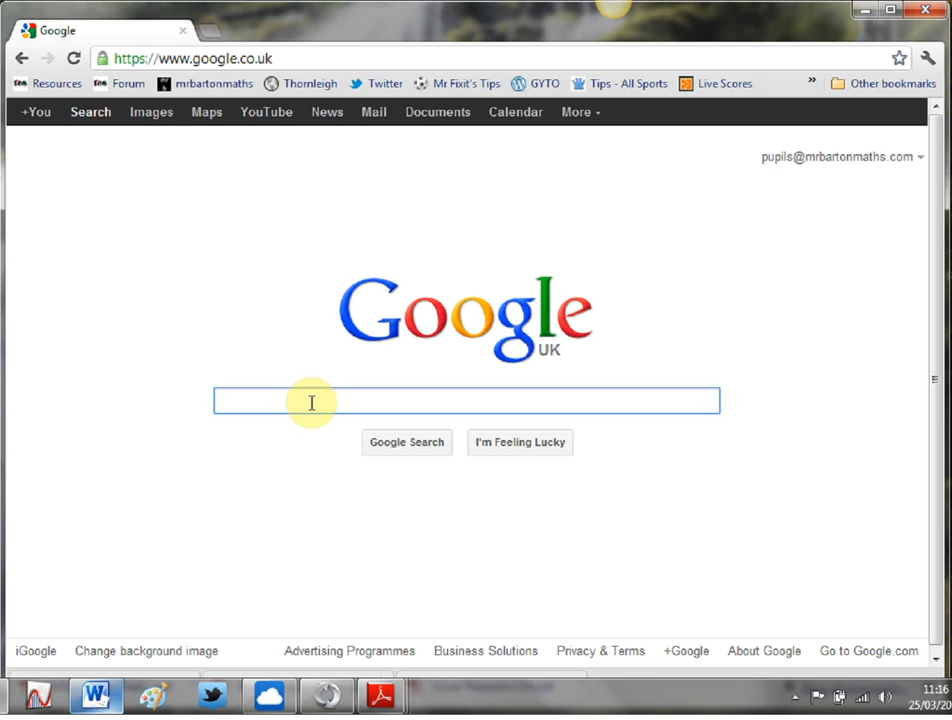 Google
https://www.google.co.uk
Resources Forum mrbartonmaths Thornleigh Twitter Mr Fixit's Tips GYTO Tips - All Sports Live Scores » Other bookmarks
+You Search Images Maps YouTube News Mail Documents Calendar More
pupils@mrbartonmaths.com
Google
UK
Google Search I'm Feeling Lucky
iGoogle Change background image Advertising Programmes Business Solutions Privacy & Terms +Google About Google Go to Google.com
11:16